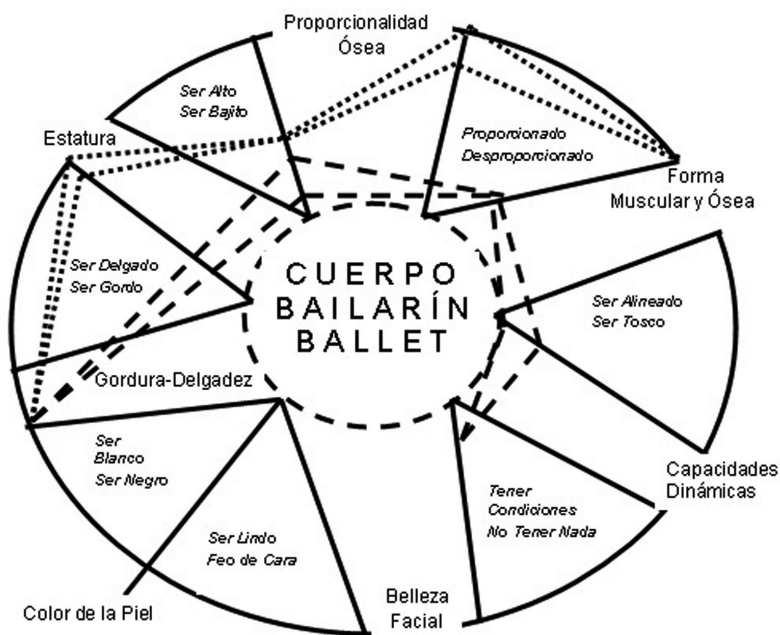 Proporcionalidad
Ósea
Ser Alto
Ser Bajito
Estatura
Proporcionado
Desproporcionado
Forma
Muscular y Ósea
Ser Delgado
Ser Gordo
CUERPO
BAILARÍN
BALLET
Ser Alineado
Ser Tosco
Gordura-Delgadez
Ser
Blanco
Ser Negro
Capacidades
Dinámicas
Tener
Condiciones
No Tener Nada
Ser Lindo
Feo de Cara
Belleza
Facial
Color de la Piel